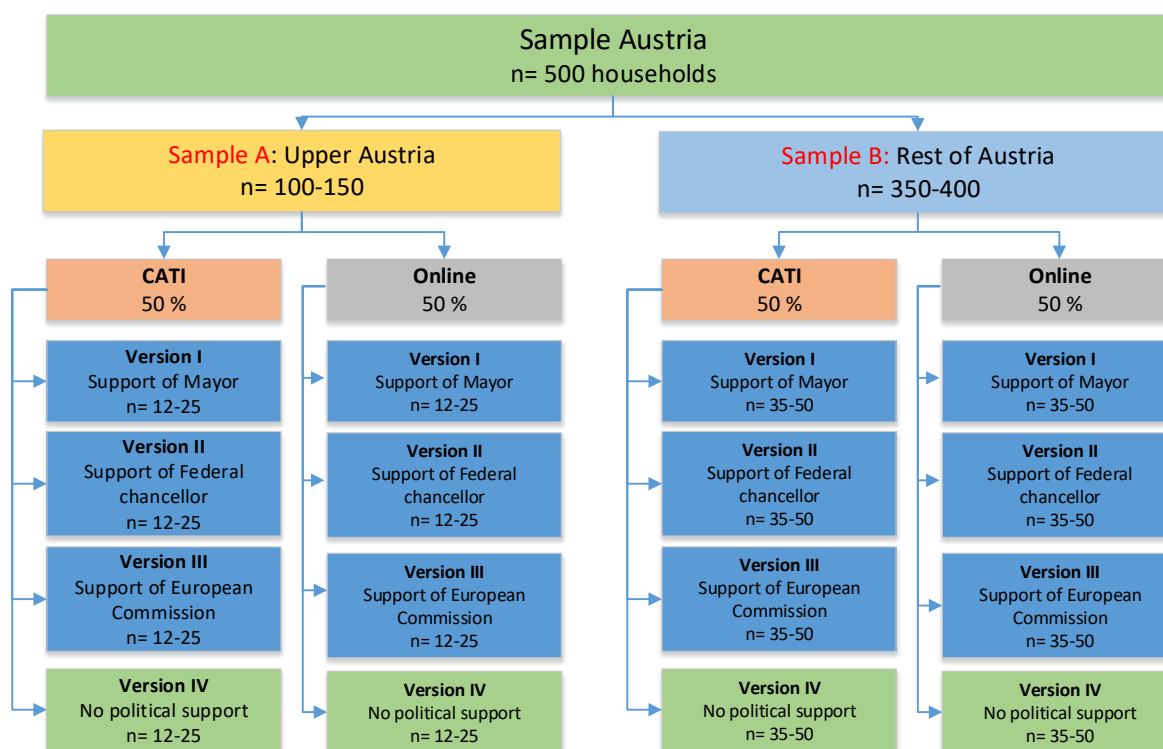 Sample Austria
n= 500 households
Sample A: Upper Austria
n= 100-150
Sample B: Rest of Austria
n= 350-400
CATI
50 %
Online
50 %
CATI
50 %
Online
50 %
Version I
Support of Mayor
n= 12-25
Version II
Support of Federal
chancellor
n= 12-25
Version III
Support of European
Commission
n= 12-25
Version IV
No political support
n= 12-25
Version I
Support of Mayor
n= 12-25
Version II
Support of Federal
chancellor
n= 12-25
Version III
Support of European
Commission
n= 12-25
Version IV
No political support
n= 12-25
Version I
Support of Mayor
n= 35-50
Version II
Support of Federal
chancellor
n= 35-50
Version III
Support of European
Commission
n= 35-50
Version IV
No political support
n= 35-50
Version I
Support of Mayor
n= 35-50
Version II
Support of Federal
chancellor
n= 35-50
Version III
Support of European
Commission
n= 35-50
Version IV
No political support
n= 35-50